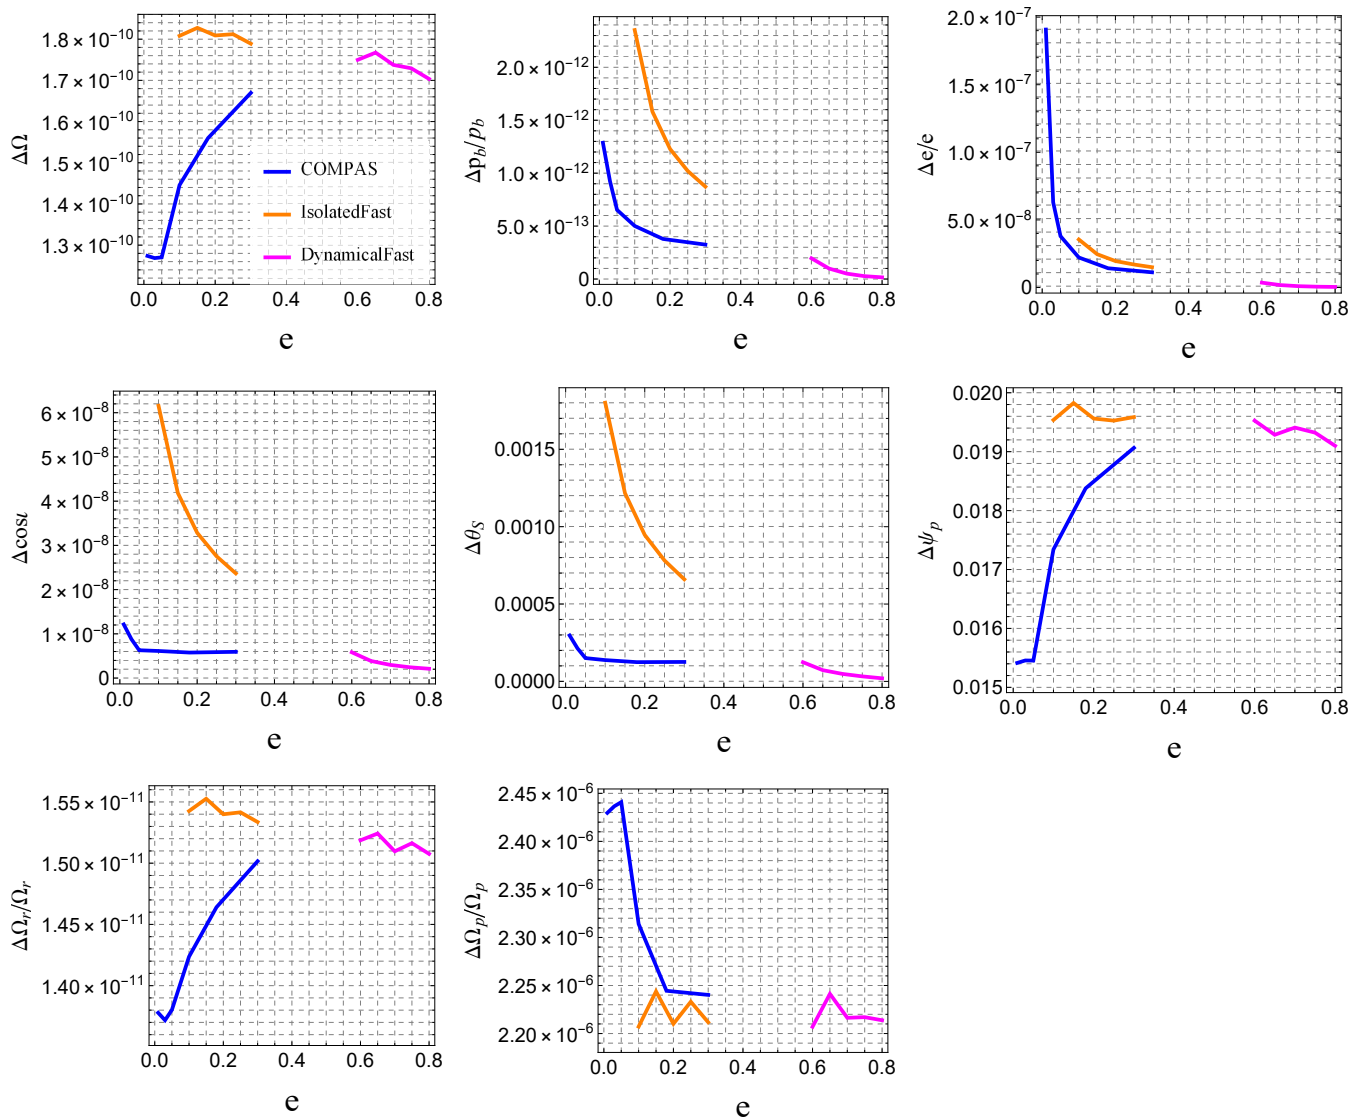 ΔΩ
1.8 × 10⁻¹⁰
1.7 × 10⁻¹⁰
1.6 × 10⁻¹⁰
1.5 × 10⁻¹⁰
1.4 × 10⁻¹⁰
1.3 × 10⁻¹⁰
COMPAS
IsolatedFast
DynamicalFast
0.0 0.2 0.4 0.6 0.8
e
Δp_b/p_b
2.0 × 10⁻¹²
1.5 × 10⁻¹²
1.0 × 10⁻¹²
5.0 × 10⁻¹³
0
0.0 0.2 0.4 0.6 0.8
e
Δe/e
2.0 × 10⁻⁷
1.5 × 10⁻⁷
1.0 × 10⁻⁷
5.0 × 10⁻⁸
0
0.0 0.2 0.4 0.6 0.8
e
Δcosι
6 × 10⁻⁸
5 × 10⁻⁸
4 × 10⁻⁸
3 × 10⁻⁸
2 × 10⁻⁸
1 × 10⁻⁸
0
0.0 0.2 0.4 0.6 0.8
e
Δθ_S
0.0015
0.0010
0.0005
0.0000
0.0 0.2 0.4 0.6 0.8
e
Δψ_p
0.020
0.019
0.018
0.017
0.016
0.015
0.0 0.2 0.4 0.6 0.8
e
ΔΩ_r/Ω_r
1.55 × 10⁻¹¹
1.50 × 10⁻¹¹
1.45 × 10⁻¹¹
1.40 × 10⁻¹¹
0.0 0.2 0.4 0.6 0.8
e
ΔΩ_p/Ω_p
2.45 × 10⁻⁶
2.40 × 10⁻⁶
2.35 × 10⁻⁶
2.30 × 10⁻⁶
2.25 × 10⁻⁶
2.20 × 10⁻⁶
0.0 0.2 0.4 0.6 0.8
e